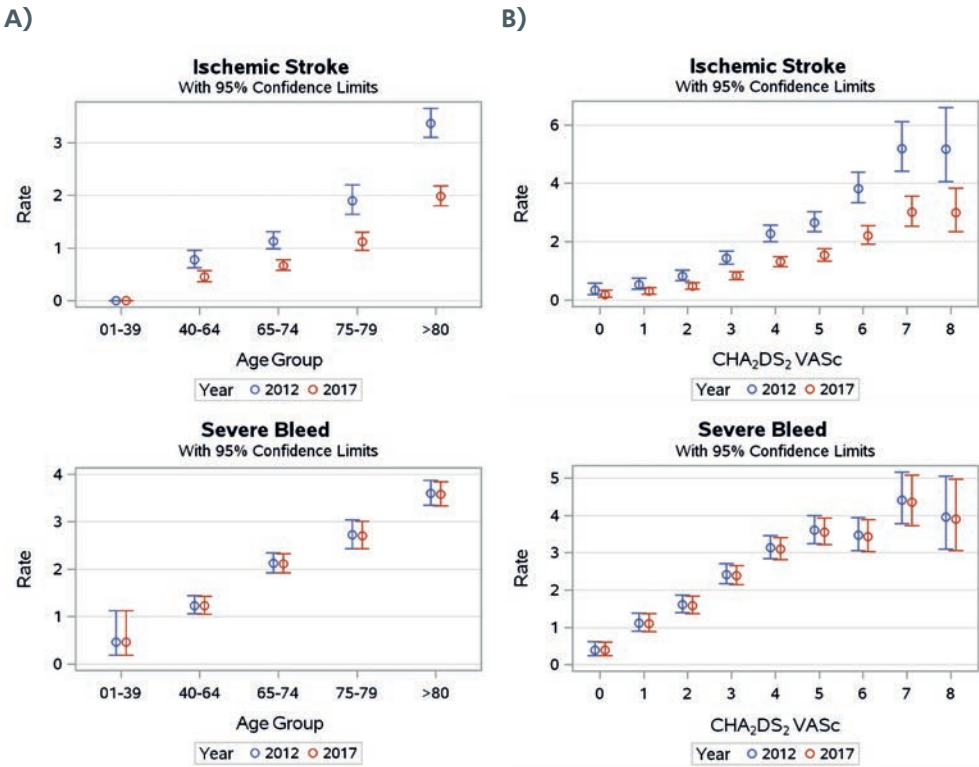 A)
Ischemic Stroke
With 95% Confidence Limits
Rate
3
2
1
0
01-39 40-64 65-74 75-79 >80
Age Group
Year 2012 2017
Severe Bleed
With 95% Confidence Limits
Rate
4
3
2
1
0
01-39 40-64 65-74 75-79 >80
Age Group
Year 2012 2017
B)
Ischemic Stroke
With 95% Confidence Limits
Rate
6
4
2
0
0 1 2 3 4 5 6 7 8
CHA₂DS₂ VASc
Year 2012 2017
Severe Bleed
With 95% Confidence Limits
Rate
5
4
3
2
1
0
0 1 2 3 4 5 6 7 8
CHA₂DS₂ VASc
Year 2012 2017